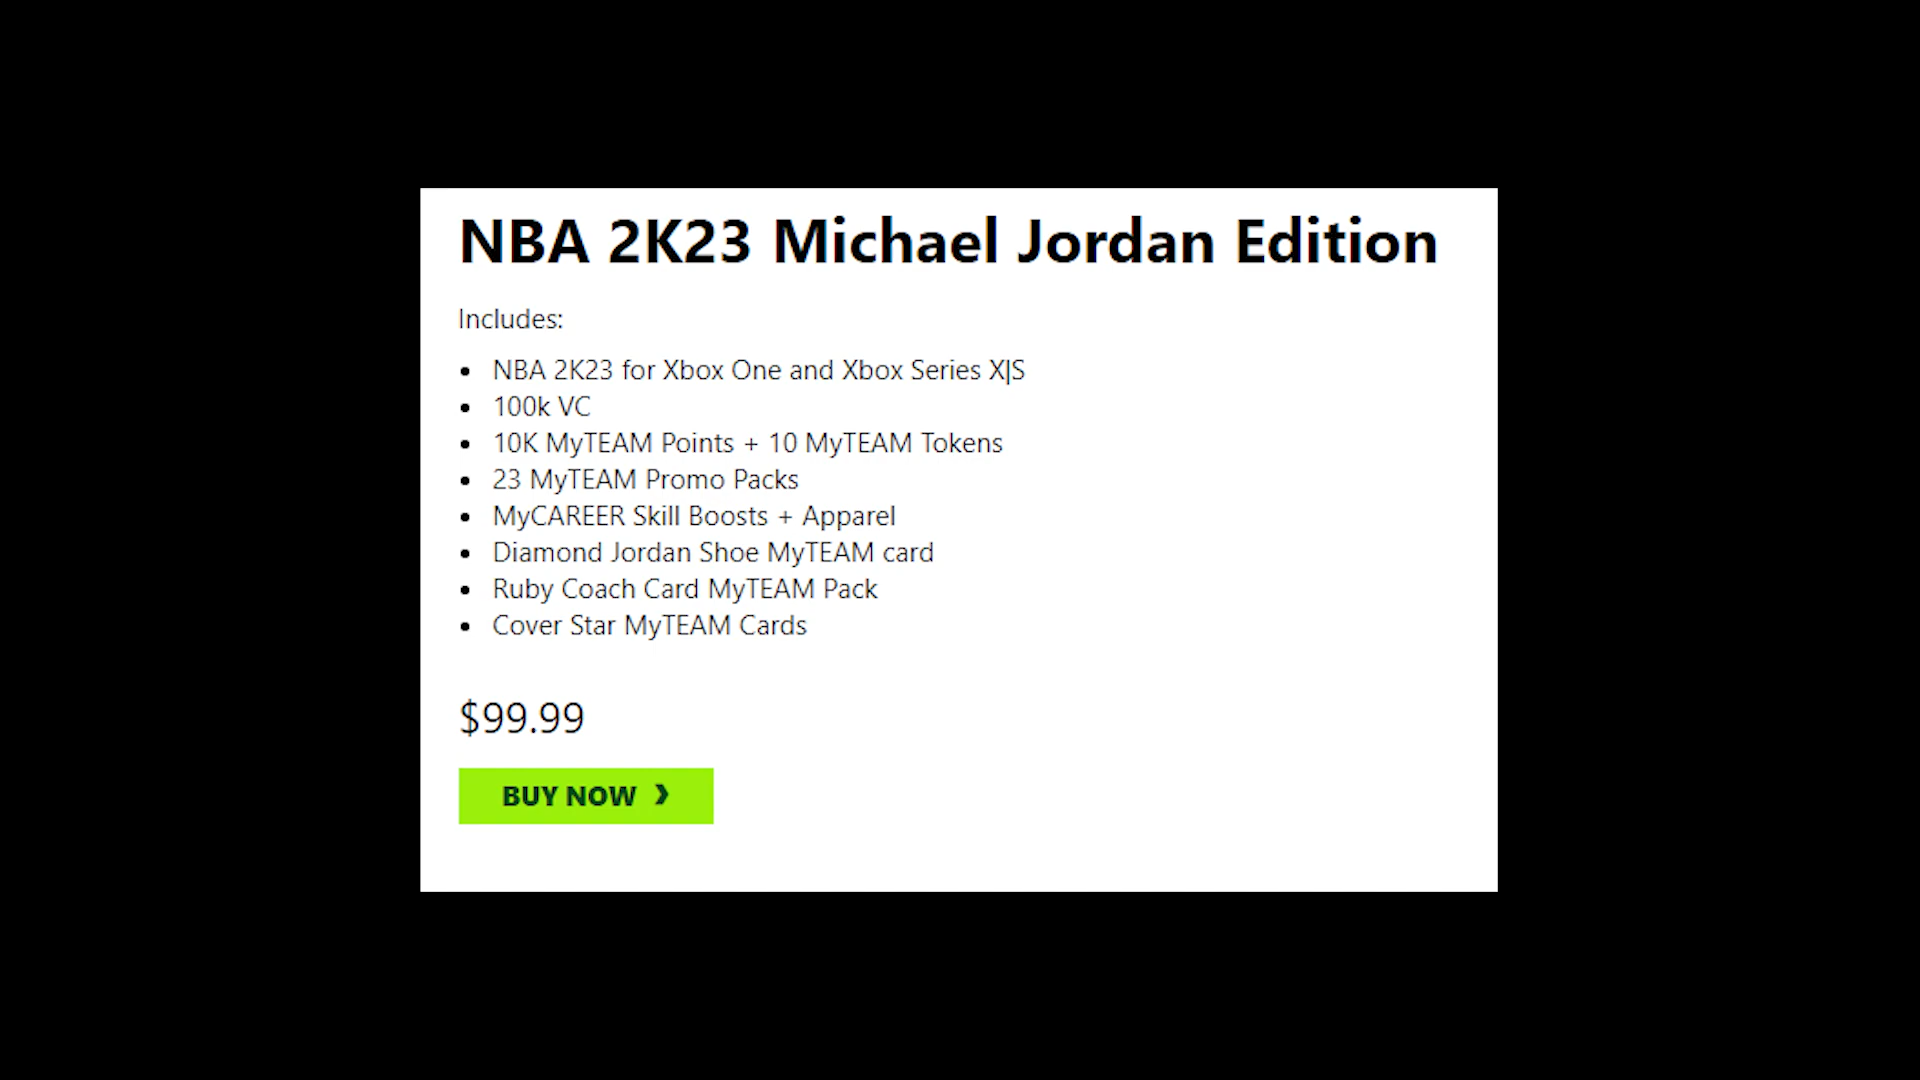 NBA 2K23 Michael Jordan Edition
Includes:
• NBA 2K23 for Xbox One and Xbox Series X|S
• 100k VC
• 10K MyTEAM Points + 10 MyTEAM Tokens
• 23 MyTEAM Promo Packs
• MyCAREER Skill Boosts + Apparel
• Diamond Jordan Shoe MyTEAM card
• Ruby Coach Card MyTEAM Pack
• Cover Star MyTEAM Cards
$99.99
BUY NOW ❯